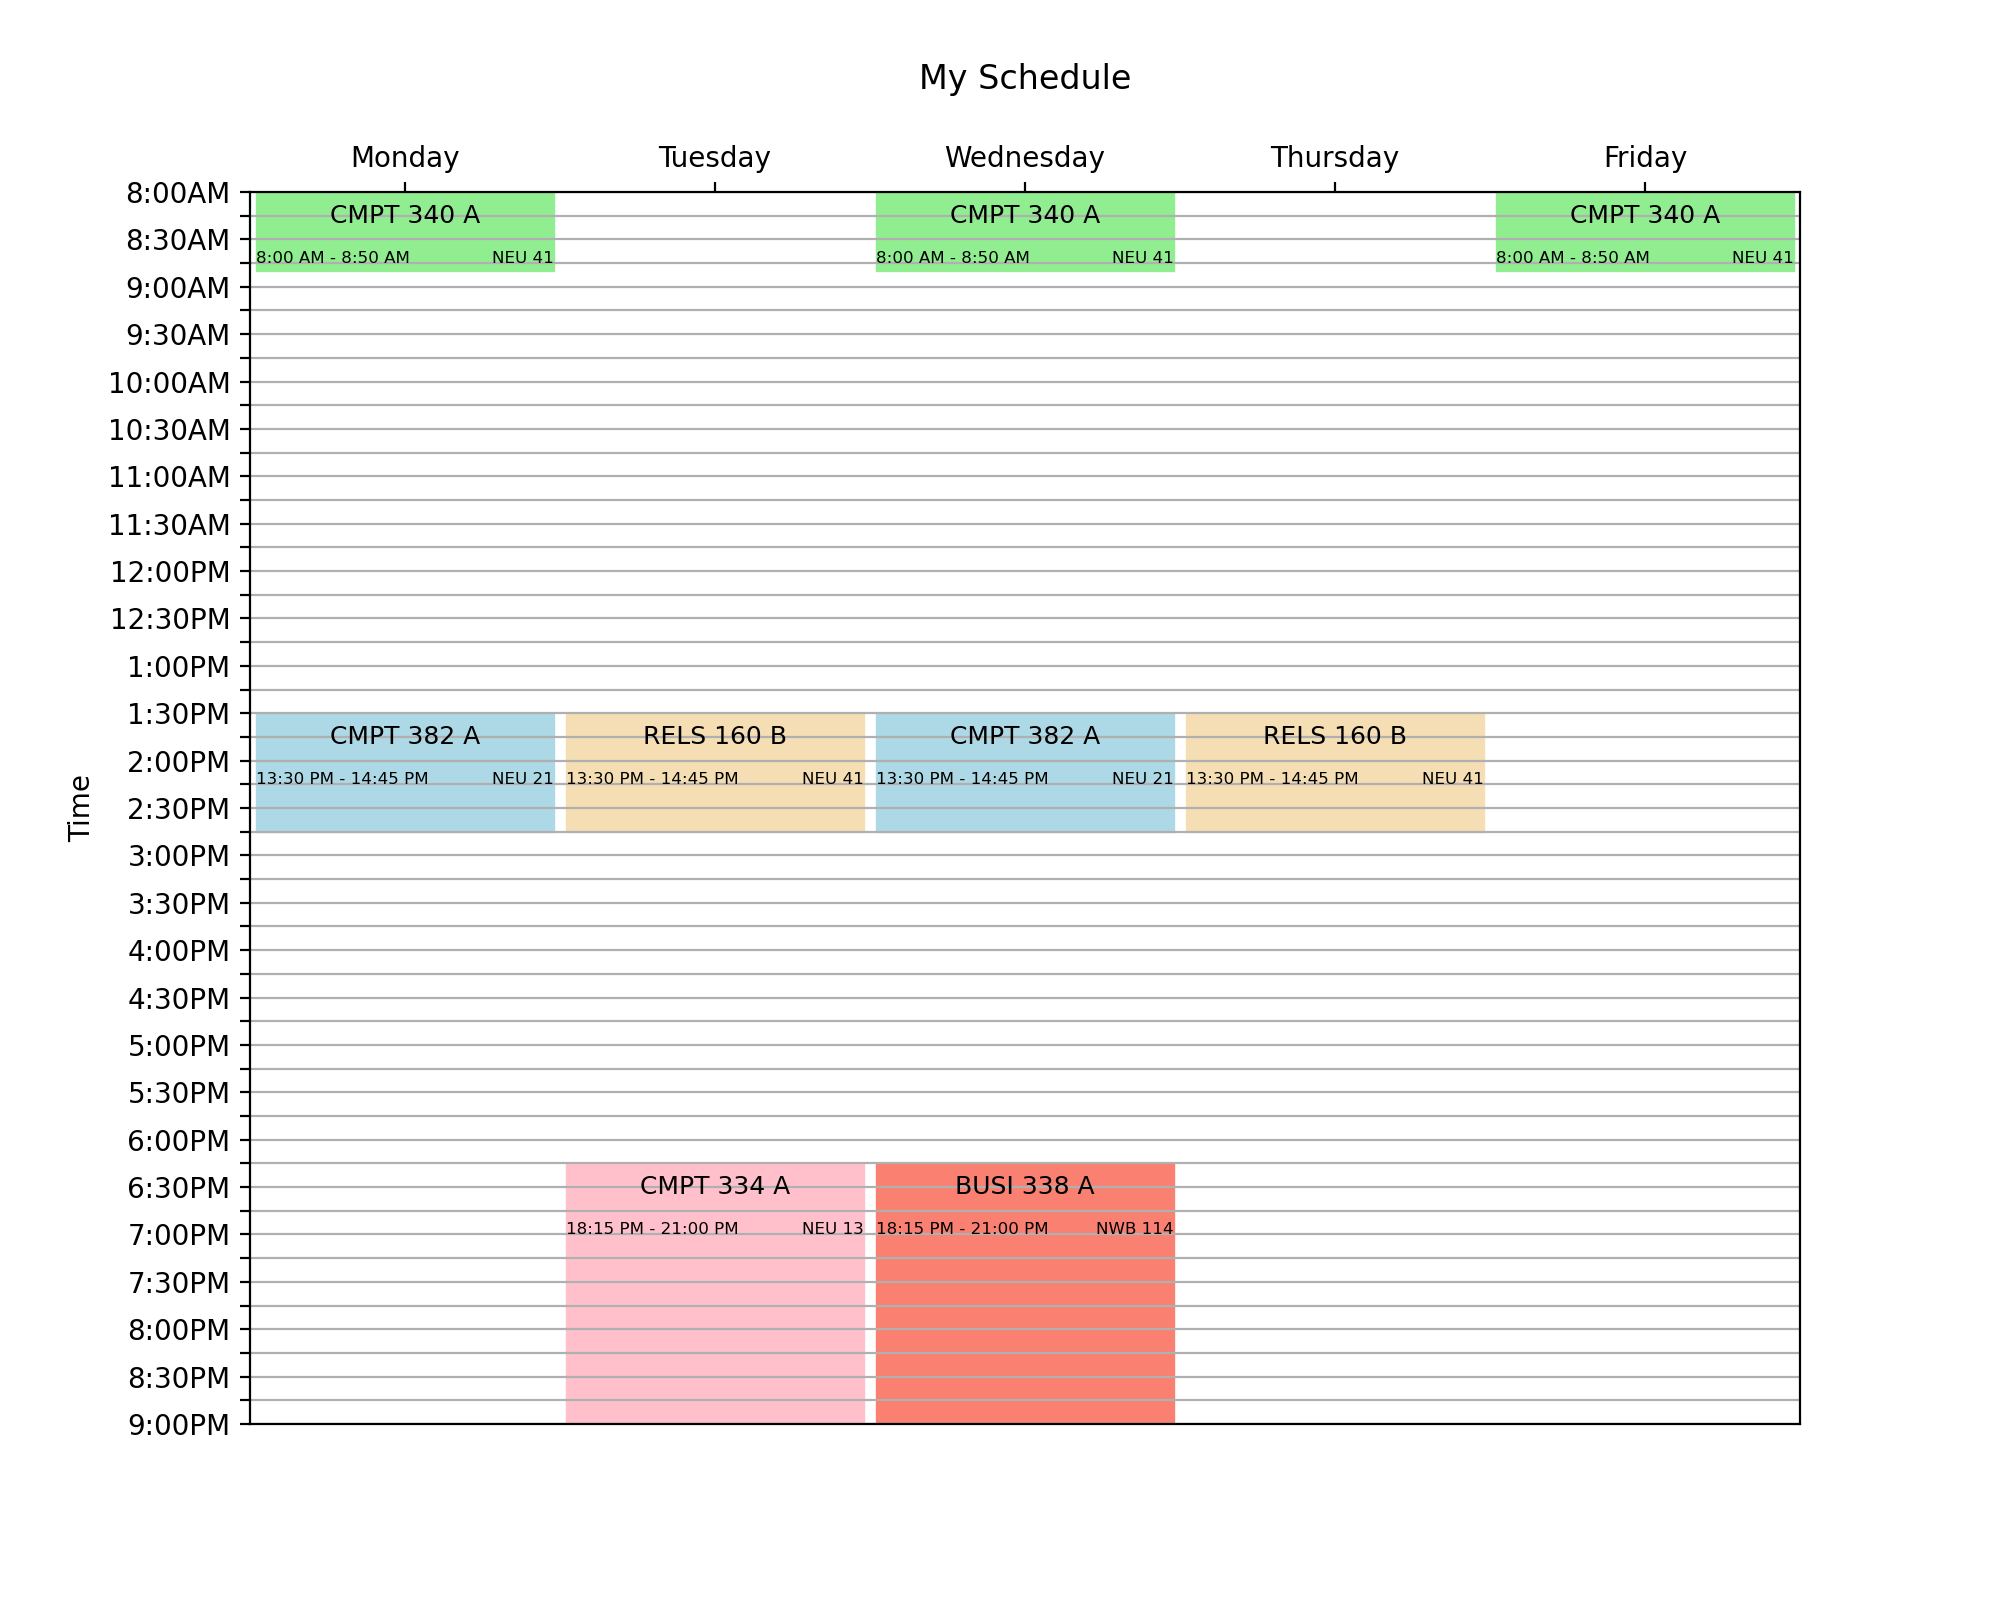 My Schedule
Monday Tuesday Wednesday Thursday Friday
8:00AM
CMPT 340 A CMPT 340 A CMPT 340 A
8:30AM
8:00 AM - 8:50 AM NEU 41 8:00 AM - 8:50 AM NEU 41 8:00 AM - 8:50 AM NEU 41
9:00AM
9:30AM
10:00AM
10:30AM
11:00AM
11:30AM
12:00PM
12:30PM
1:00PM
1:30PM
CMPT 382 A RELS 160 B CMPT 382 A RELS 160 B
2:00PM
13:30 PM - 14:45 PM NEU 21 13:30 PM - 14:45 PM NEU 41 13:30 PM - 14:45 PM NEU 21 13:30 PM - 14:45 PM NEU 41
Time
2:30PM
3:00PM
3:30PM
4:00PM
4:30PM
5:00PM
5:30PM
6:00PM
6:30PM CMPT 334 A BUSI 338 A
7:00PM 18:15 PM - 21:00 PM NEU 13 18:15 PM - 21:00 PM NWB 114
7:30PM
8:00PM
8:30PM
9:00PM